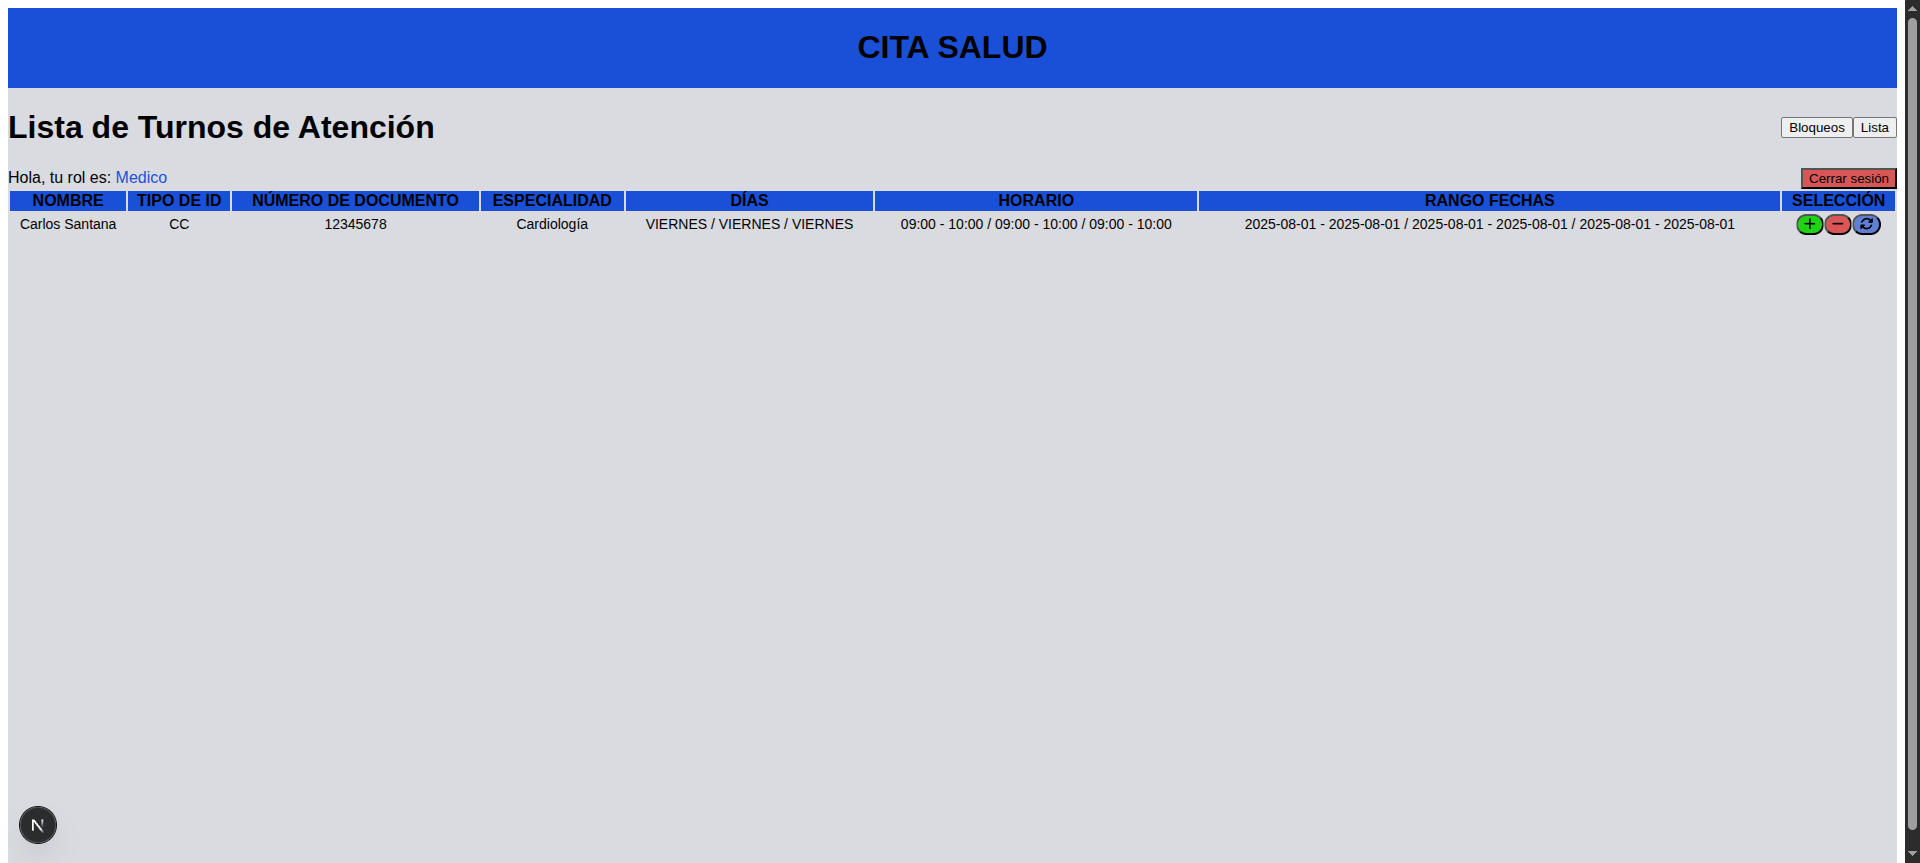 CITA SALUD
Lista de Turnos de Atención
Bloqueos Lista
Hola, tu rol es: Medico
Cerrar sesión
NOMBRE TIPO DE ID NÚMERO DE DOCUMENTO ESPECIALIDAD DÍAS HORARIO RANGO FECHAS SELECCIÓN
Carlos Santana CC 12345678 Cardiología VIERNES / VIERNES / VIERNES 09:00 - 10:00 / 09:00 - 10:00 / 09:00 - 10:00 2025-08-01 - 2025-08-01 / 2025-08-01 - 2025-08-01 / 2025-08-01 - 2025-08-01
N